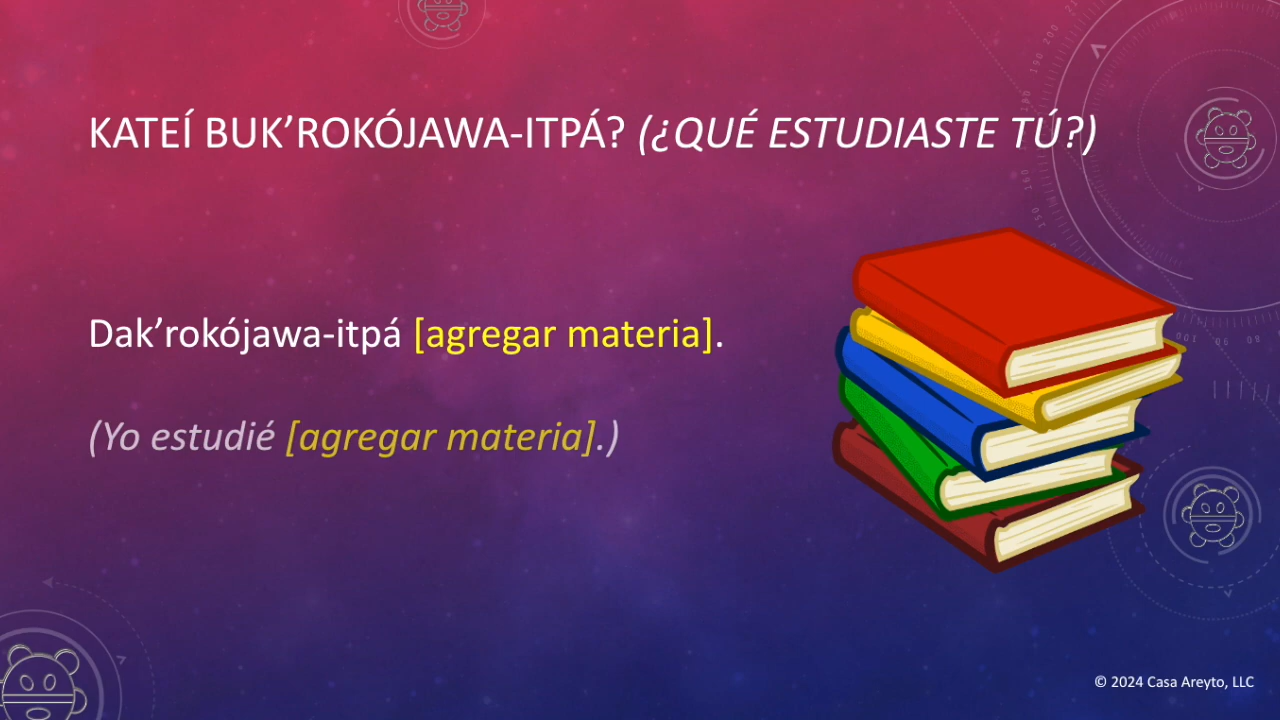 KATEÍ BUK’ROKÓJAWA-ITPÁ? (¿QUÉ ESTUDIASTE TÚ?)
Dak’rokójawa-itpá [agregar materia].
(Yo estudié [agregar materia].)
© 2024 Casa Areyto, LLC